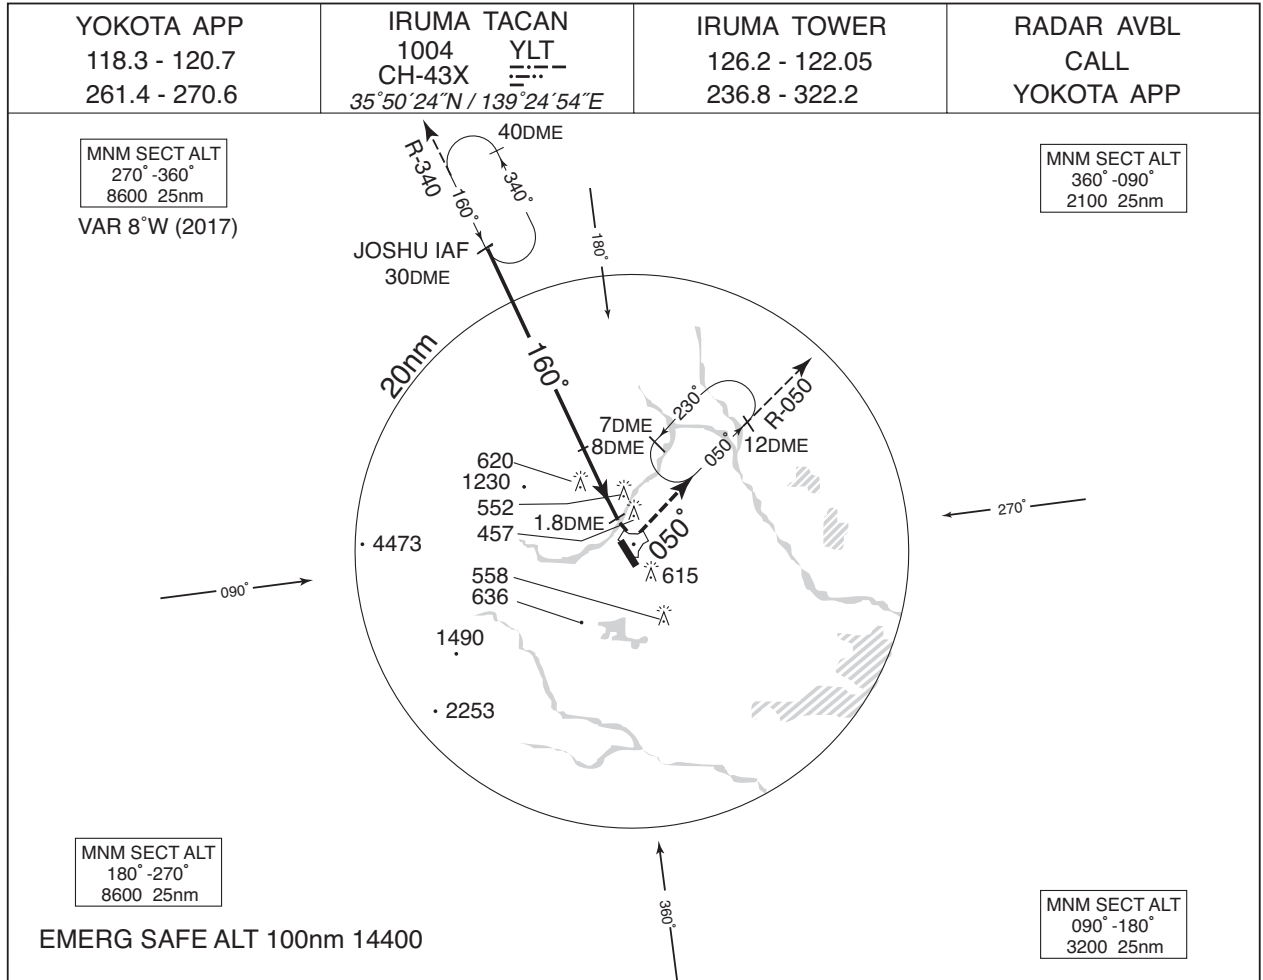 YOKOTA APP
118.3 - 120.7
261.4 - 270.6
IRUMA TACAN
1004 YLT
CH-43X
35°50´24˝N / 139°24´54˝E
IRUMA TOWER
126.2 - 122.05
236.8 - 322.2
RADAR AVBL
CALL
YOKOTA APP
MNM SECT ALT
270° -360°
8600 25nm
VAR 8°W (2017)
MNM SECT ALT
360° -090°
2100 25nm
40DME
R-340
340°
160°
JOSHU IAF
30DME
180°
20nm
160°
230°
R-050
7DME
8DME
050°
12DME
620
1230
552
1.8DME
457
050°
4473
270°
558
615
636
090°
1490
2253
MNM SECT ALT
180° -270°
8600 25nm
360°
MNM SECT ALT
090° -180°
3200 25nm
EMERG SAFE ALT 100nm 14400